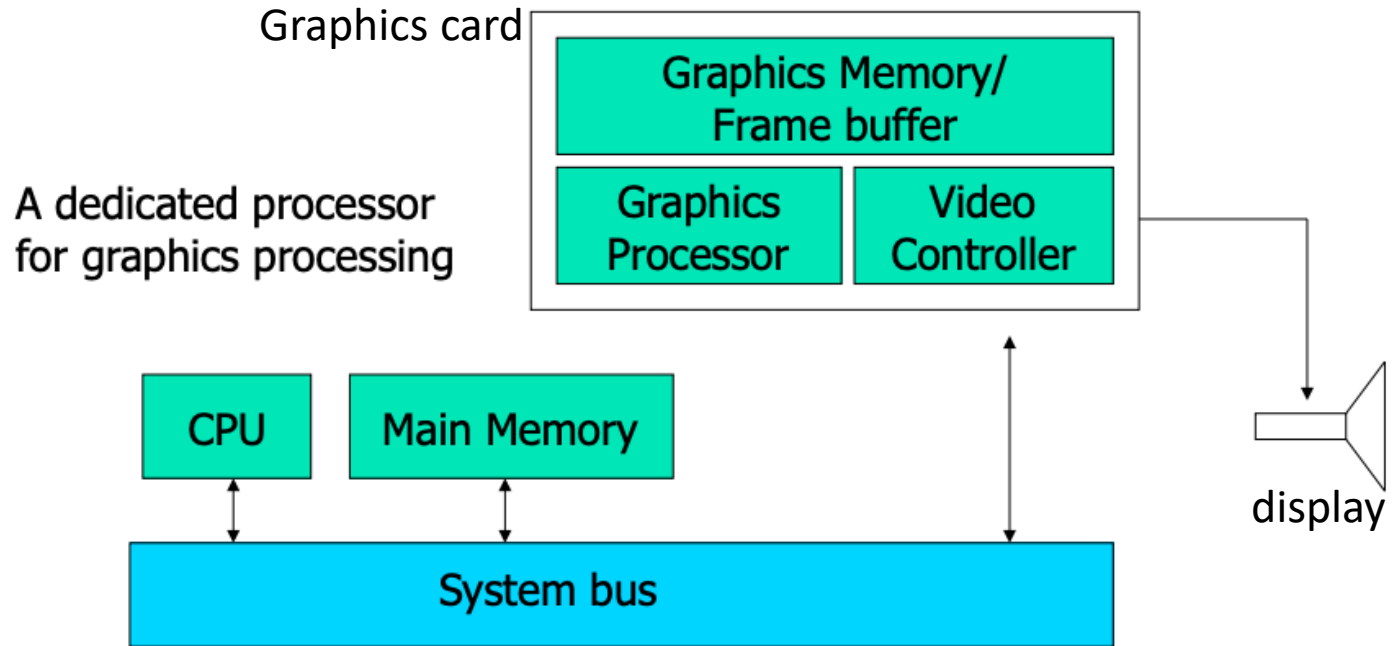 Graphics card
Graphics Memory/
Frame buffer
A dedicated processor
for graphics processing
Graphics
Processor
Video
Controller
CPU
Main Memory
display
System bus